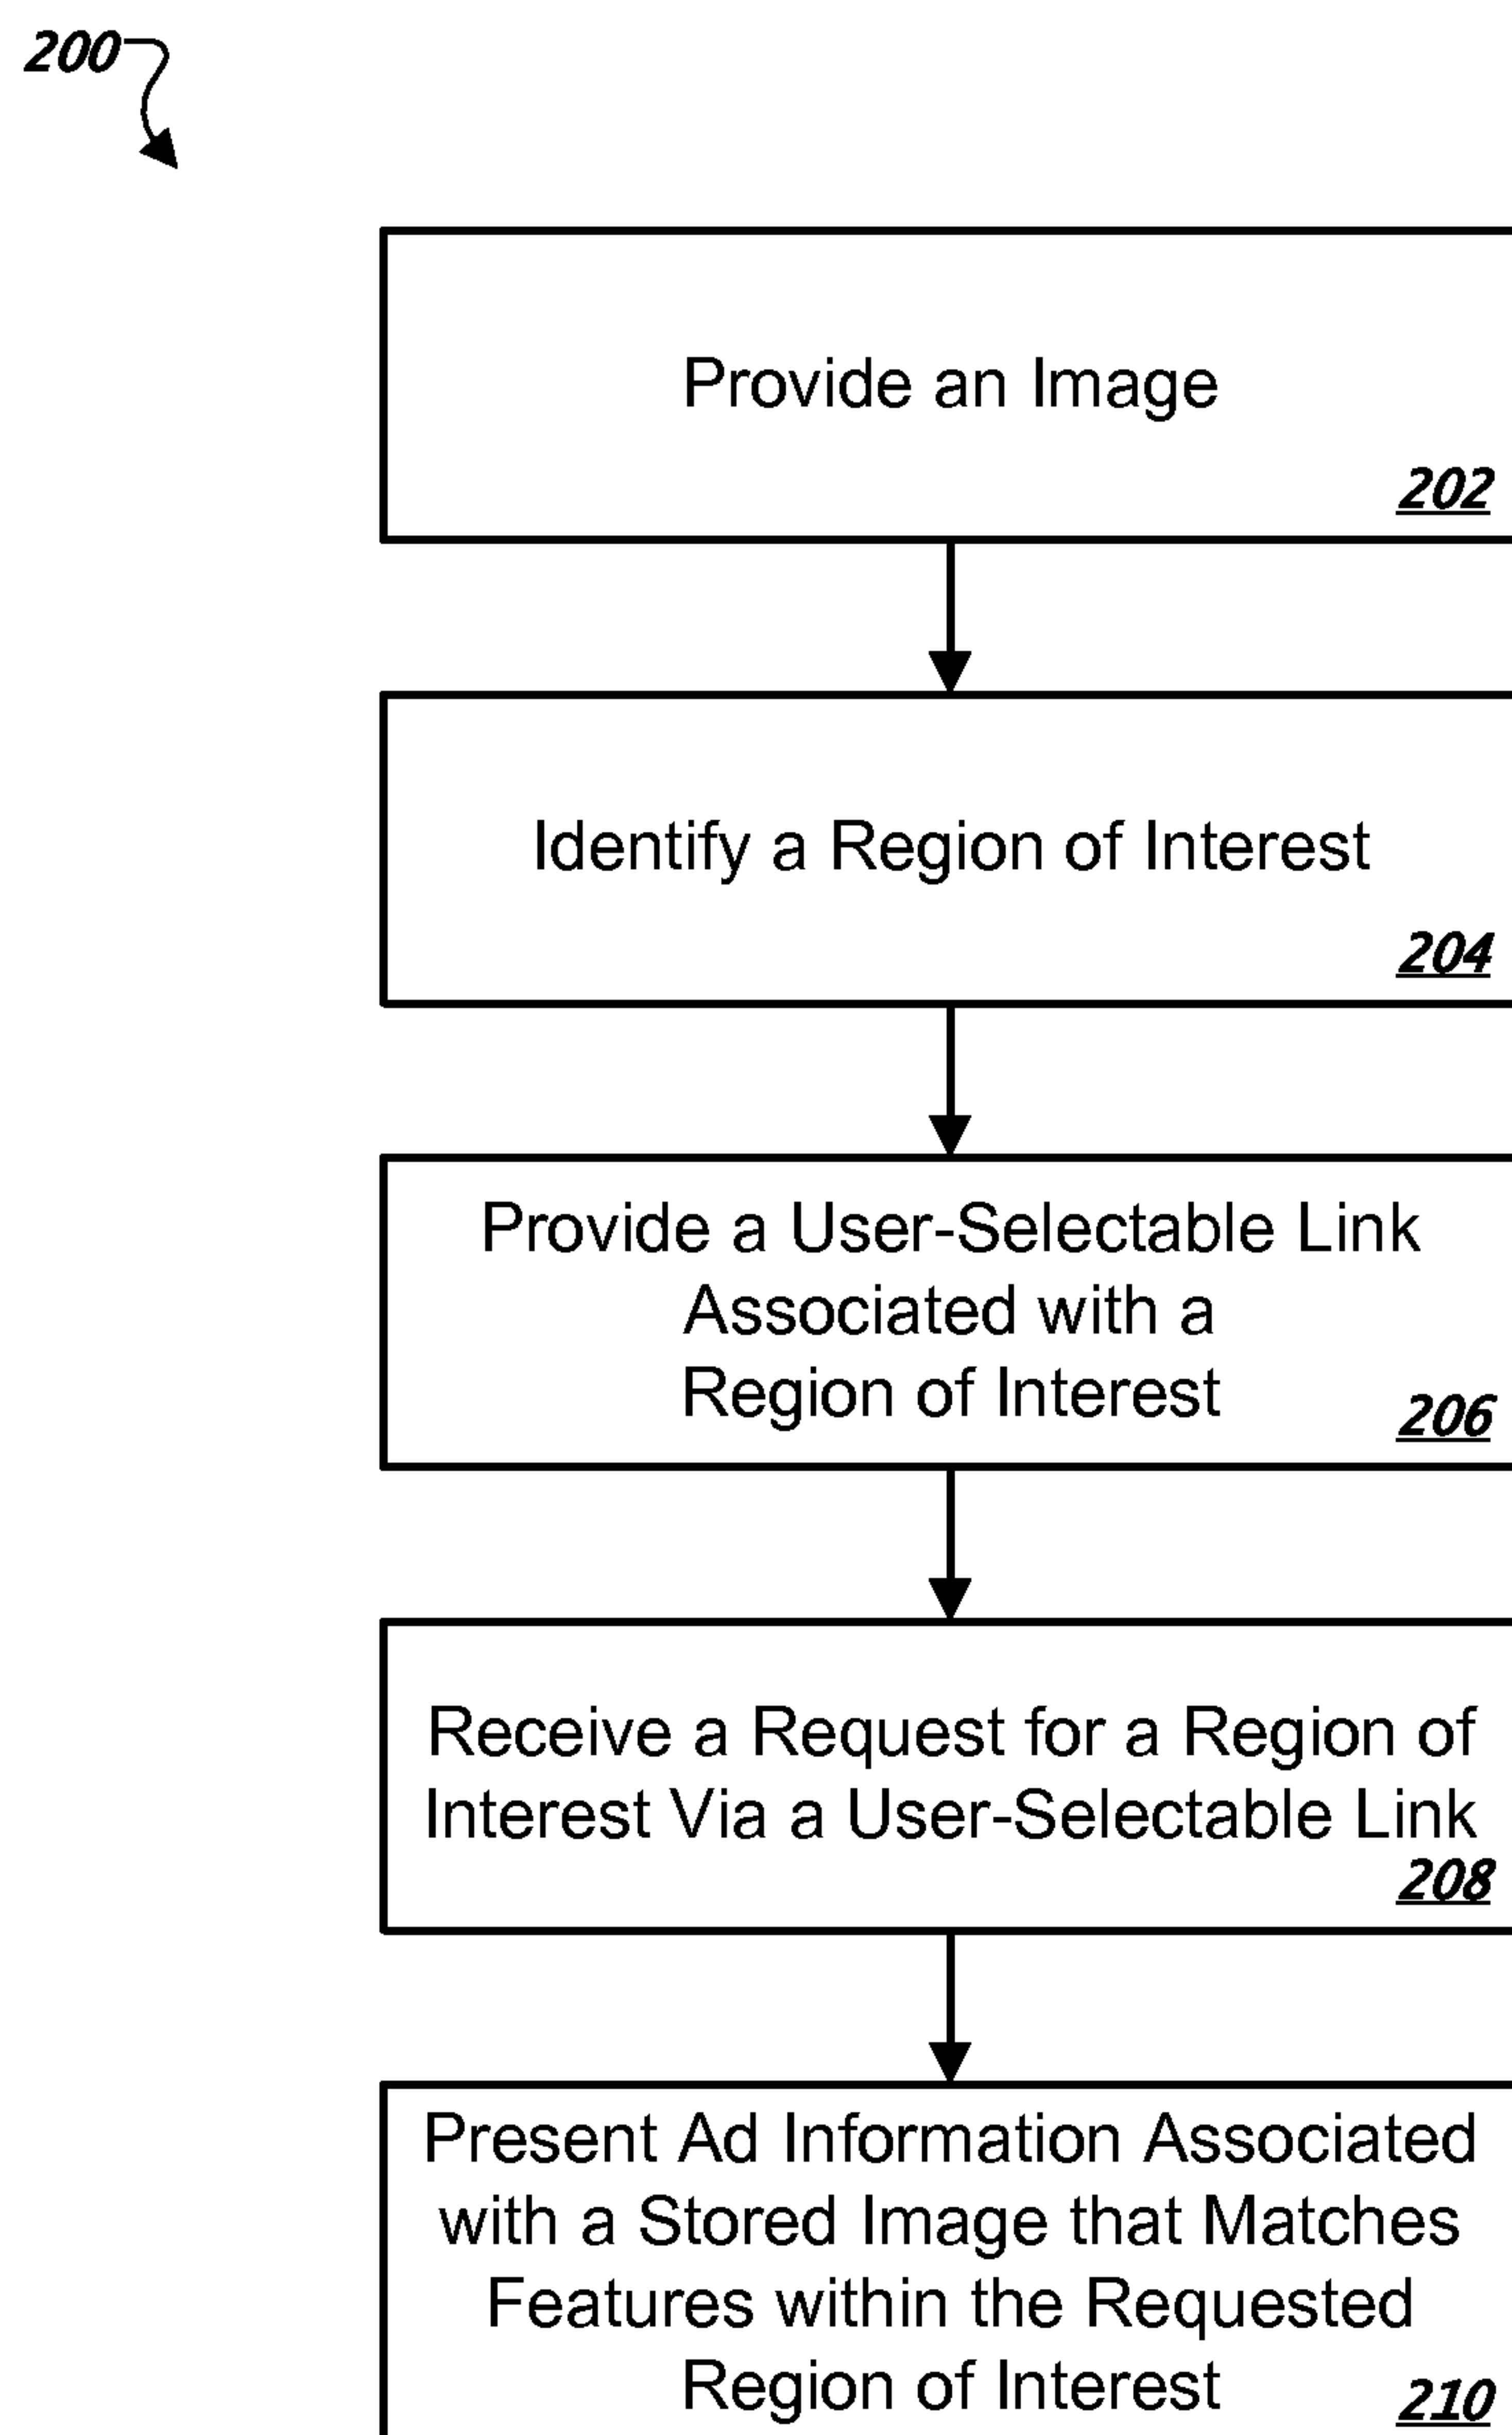 200
Provide an Image
202
Identify a Region of Interest
204
Provide a User-Selectable Link
Associated with a
Region of Interest
206
Receive a Request for a Region of
Interest Via a User-Selectable Link
208
Present Ad Information Associated
with a Stored Image that Matches
Features within the Requested
Region of Interest
210